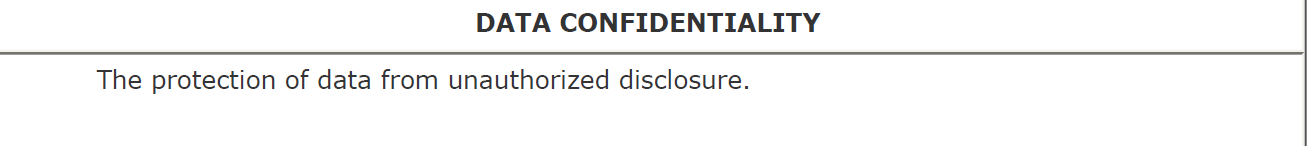 DATA CONFIDENTIALITY
The protection of data from unauthorized disclosure.